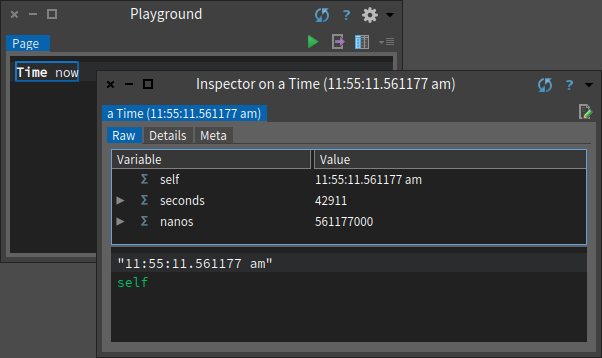 Playground
?
Page
Time now
Inspector on a Time (11:55:11.561177 am)
?
a Time (11:55:11.561177 am)
Raw Details Meta
Variable Value
Σ self 11:55:11.561177 am
Σ seconds 42911
Σ nanos 561177000
"11:55:11.561177 am"
self